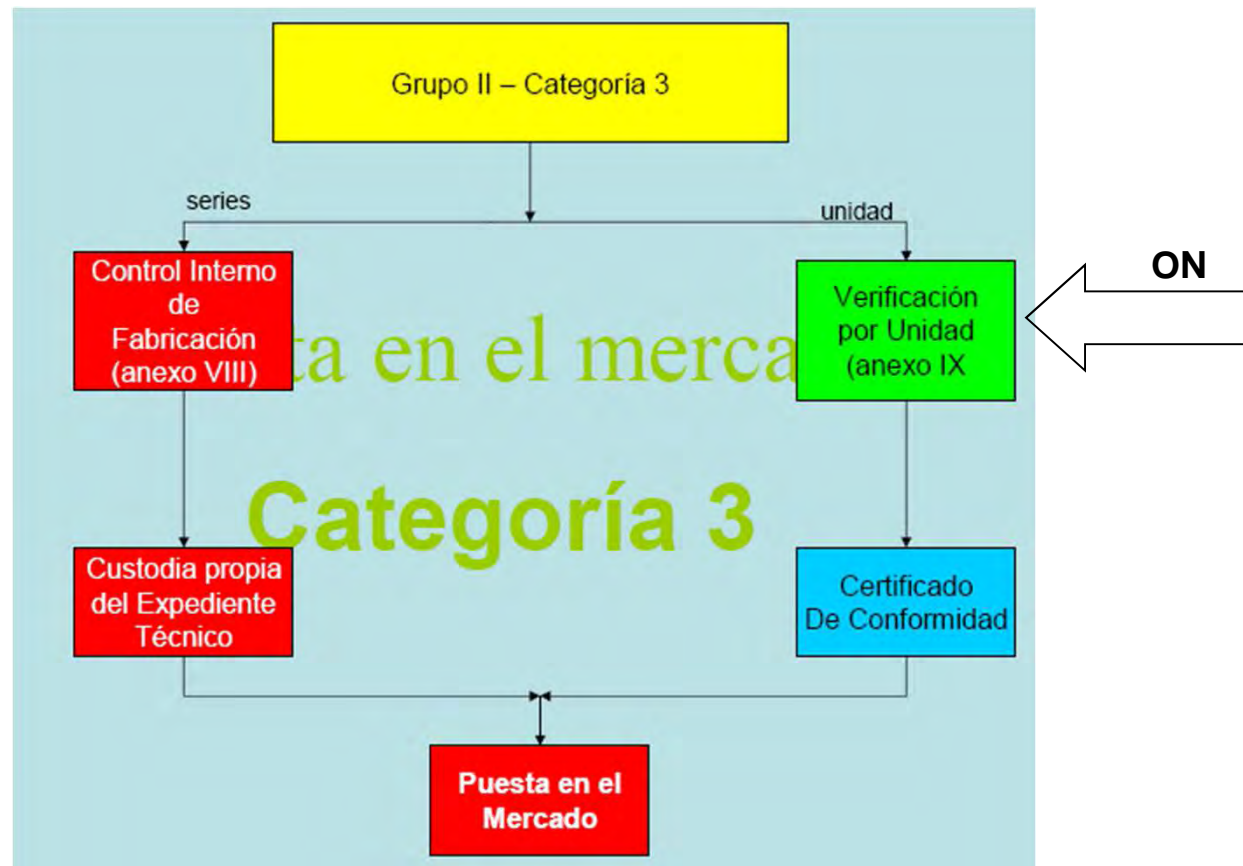 Grupo II – Categoría 3
series
unidad
Control Interno
de
Fabricación
(anexo VIII)
Verificación
por Unidad
(anexo IX
ON
ta en el merca
Categoría 3
Custodia propia
del Expediente
Técnico
Certificado
De Conformidad
Puesta en el
Mercado